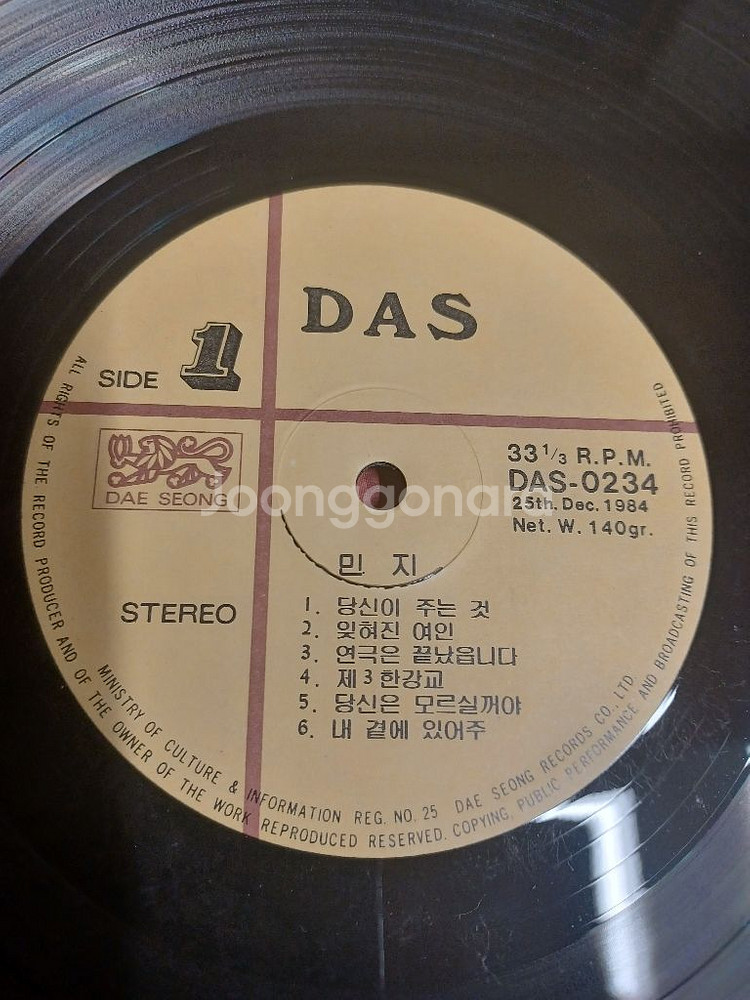 DAS
SIDE 1
DAE SEONG
33 1/3 R.P.M.
DAS-0234
25th. Dec. 1984
Net. W. 140gr.
Joonggonara
민 지
STEREO
1. 당신이 주는 것
2. 잊혀진 여인
3. 연극은 끝났읍니다
4. 제3한강교
5. 당신은 모르실꺼야
6. 내 곁에 있어주
MINISTRY OF CULTURE & INFORMATION REG. NO. 25 DAE SEONG RECORDS CO., LTD
ALL RIGHTS OF THE RECORD PRODUCER AND OF THE OWNER OF THE WORK REPRODUCED RESERVED. COPYING, PUBLIC PERFORMANCE AND BROADCASTING OF THIS RECORD PROHIBITED